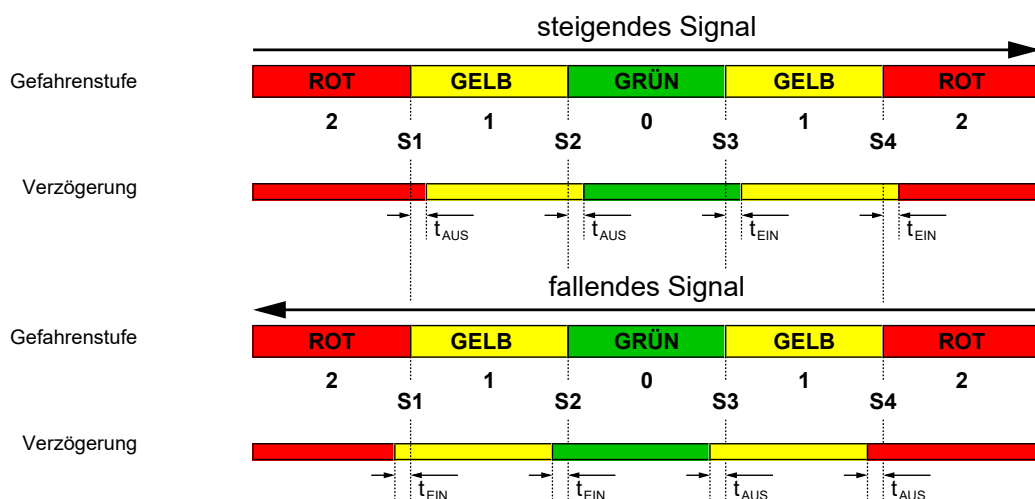 steigendes Signal
Gefahrenstufe ROT GELB GRÜN GELB ROT
2 1 0 1 2
S1 S2 S3 S4
Verzögerung
tAUS tAUS tEIN tEIN
fallendes Signal
Gefahrenstufe ROT GELB GRÜN GELB ROT
2 1 0 1 2
S1 S2 S3 S4
Verzögerung
tEIN tEIN tAUS tAUS